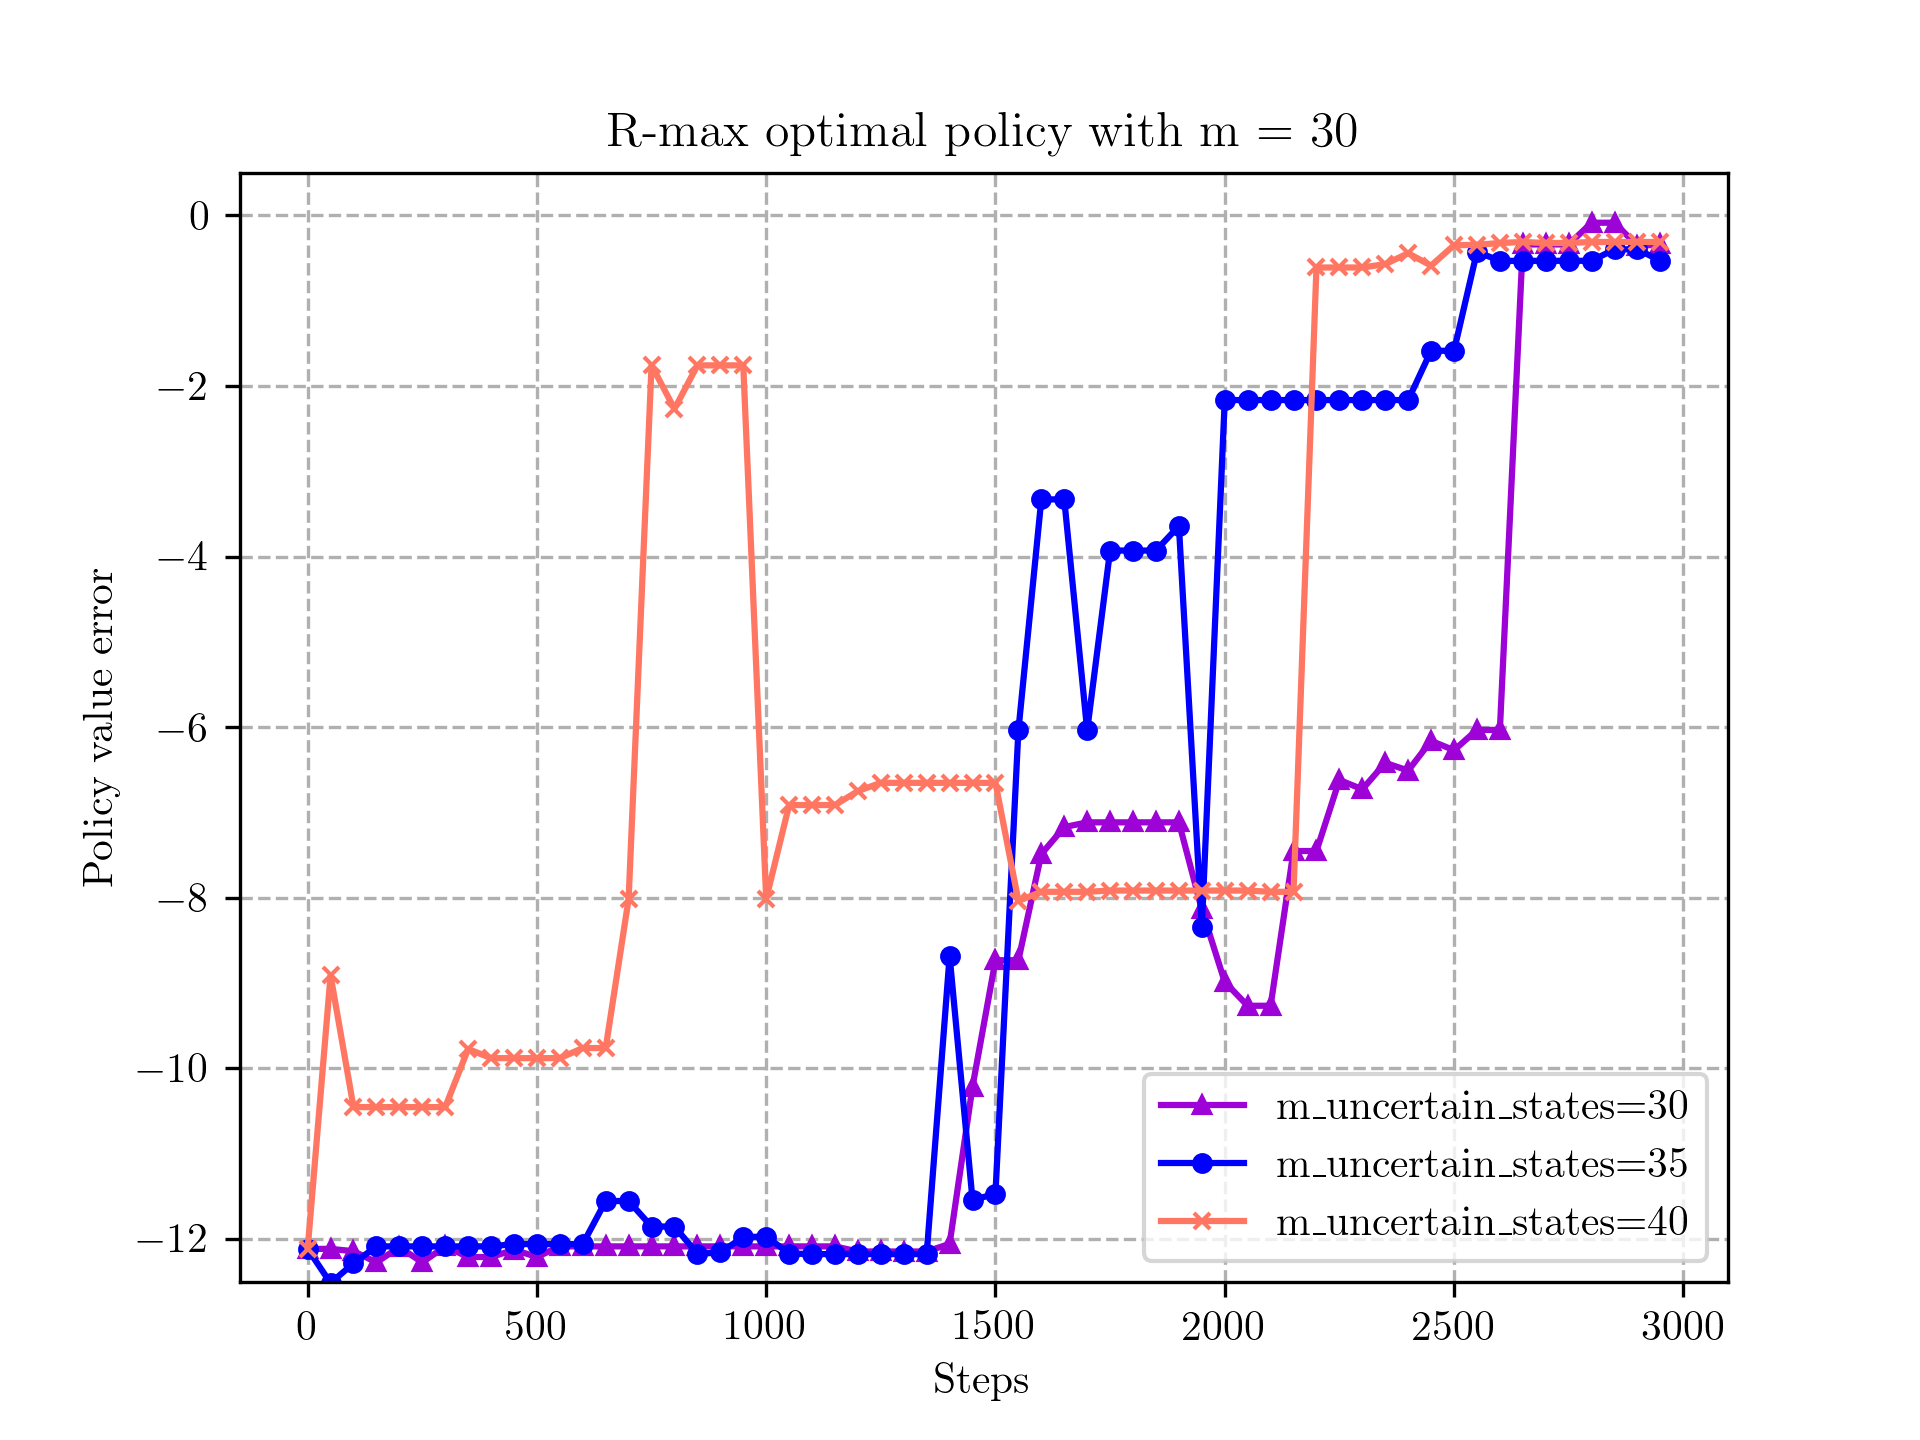 R-max optimal policy with m = 30
Policy value error
0
−2
−4
−6
−8
−10
−12
0 500 1000 1500 2000 2500 3000
Steps
m_uncertain_states=30
m_uncertain_states=35
m_uncertain_states=40